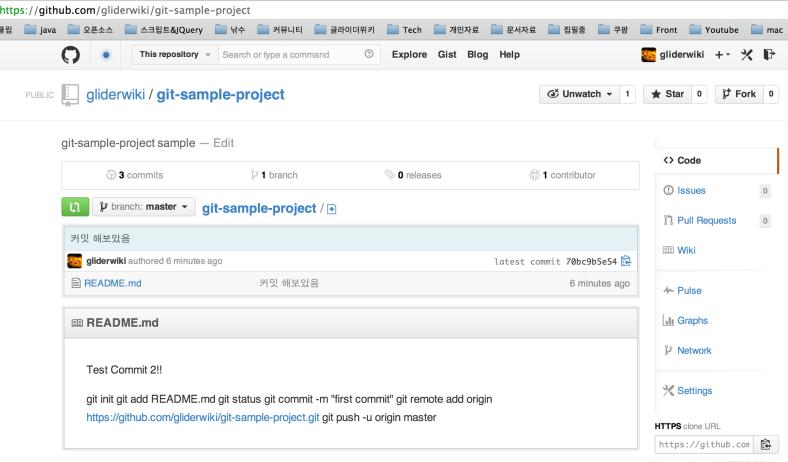 https://github.com/gliderwiki/git-sample-project
java 오픈소스 스크립트&JQuery 낚수 커뮤니티 글라이더위키 Tech 개인자료 문서자료 집필중 쿠팡 Front Youtube mac
This repository Search or type a command Explore Gist Blog Help gliderwiki
PUBLIC gliderwiki / git-sample-project Unwatch 1 Star 0 Fork 0
git-sample-project sample — Edit
3 commits 1 branch 0 releases 1 contributor
branch: master git-sample-project /
커밋 해보았음
gliderwiki authored 6 minutes ago latest commit 70bc9b5e54
README.md 커밋 해보았음 6 minutes ago
README.md
Test Commit 2!!
git init git add README.md git status git commit -m "first commit" git remote add origin
https://github.com/gliderwiki/git-sample-project.git git push -u origin master
Code
Issues 0
Pull Requests 0
Wiki
Pulse
Graphs
Network
Settings
HTTPS clone URL
https://github.com